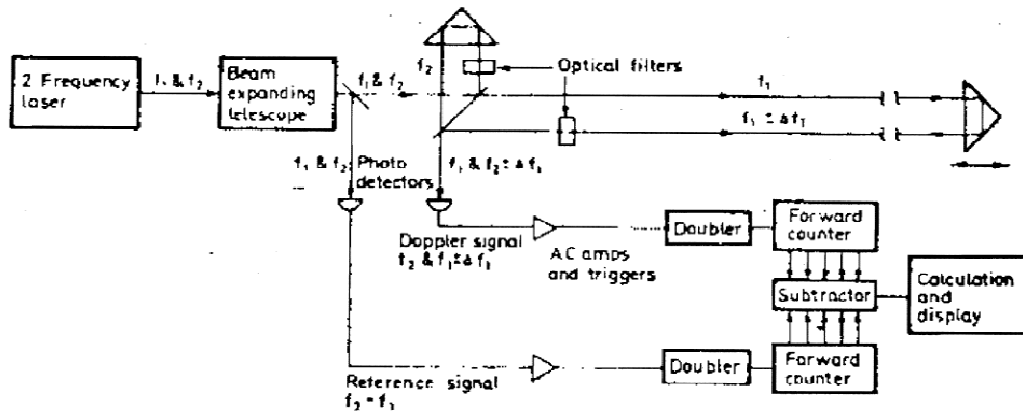 2 Frequency
laser
f₁ & f₂
Beam
expanding
telescope
f₁ & f₂
f₂
Optical filters
f₁
f₁ ± Δf₁
f₁ & f₂
Photo
detectors
f₁ & f₂ ± Δf₁
Doppler signal
f₂ & f₁ ± Δf₁
AC amps
and triggers
Doubler
Forward
counter
Subtractor
Calculation
and
display
Reference signal
f₂ - f₁
Doubler
Forward
counter